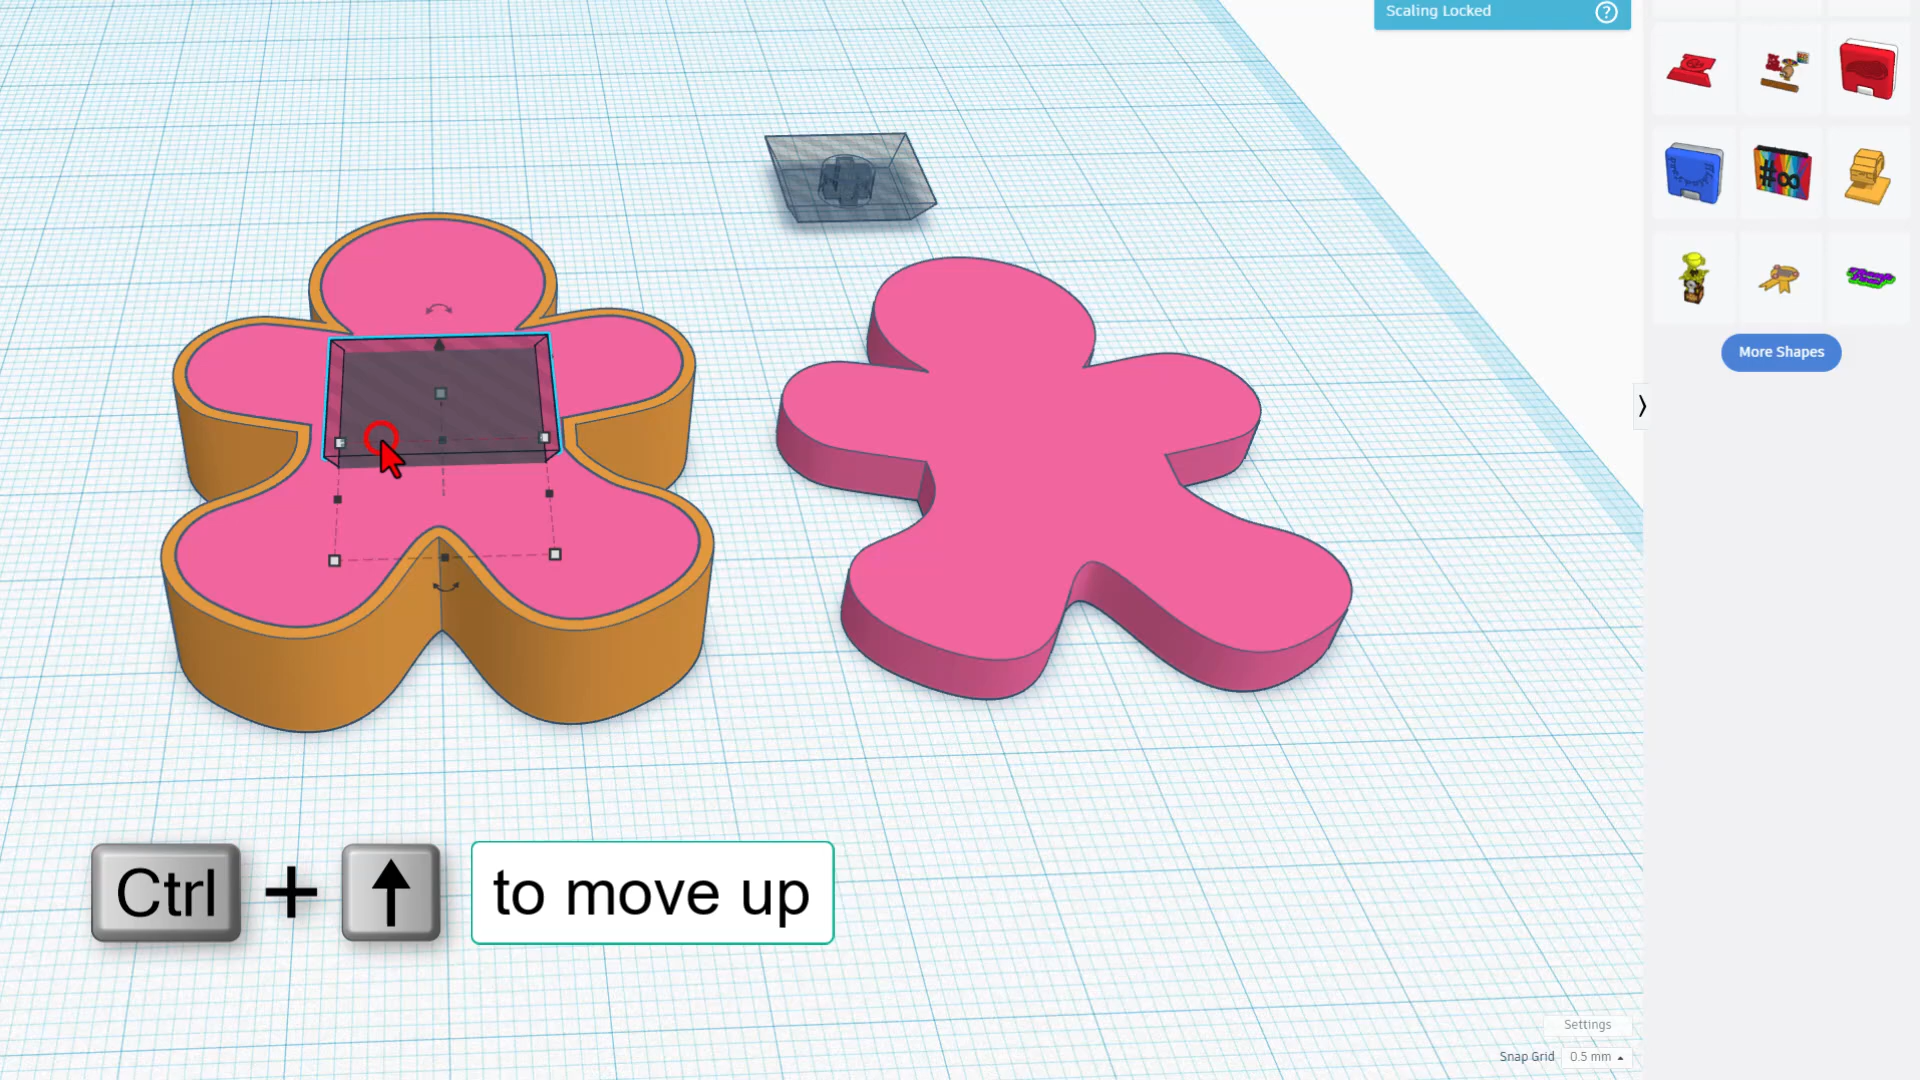 Scaling Locked
?
#∞
More Shapes
Ctrl + ↑ to move up
Settings
Snap Grid 0.5 mm